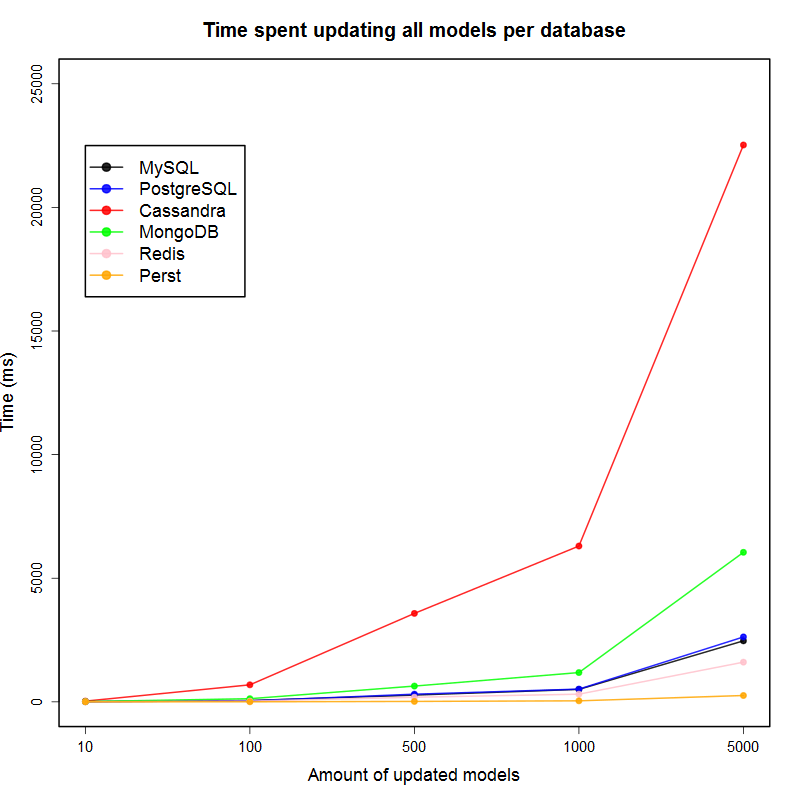 Time spent updating all models per database
25000
20000
15000
10000
5000
0
Time (ms)
MySQL
PostgreSQL
Cassandra
MongoDB
Redis
Perst
10 100 500 1000 5000
Amount of updated models